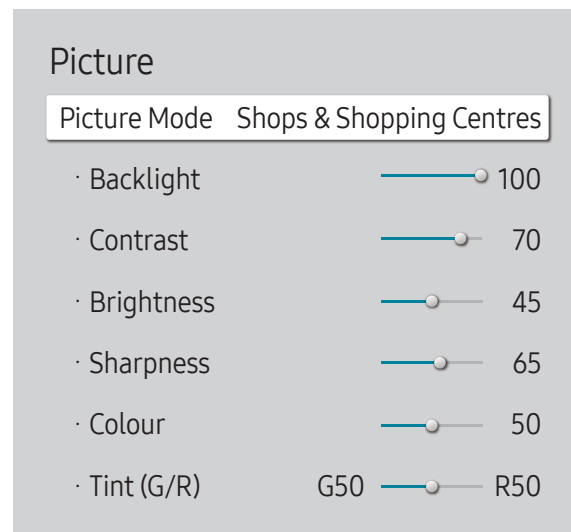 Picture
Picture Mode Shops & Shopping Centres
· Backlight 100
· Contrast 70
· Brightness 45
· Sharpness 65
· Colour 50
· Tint (G/R) G50 R50